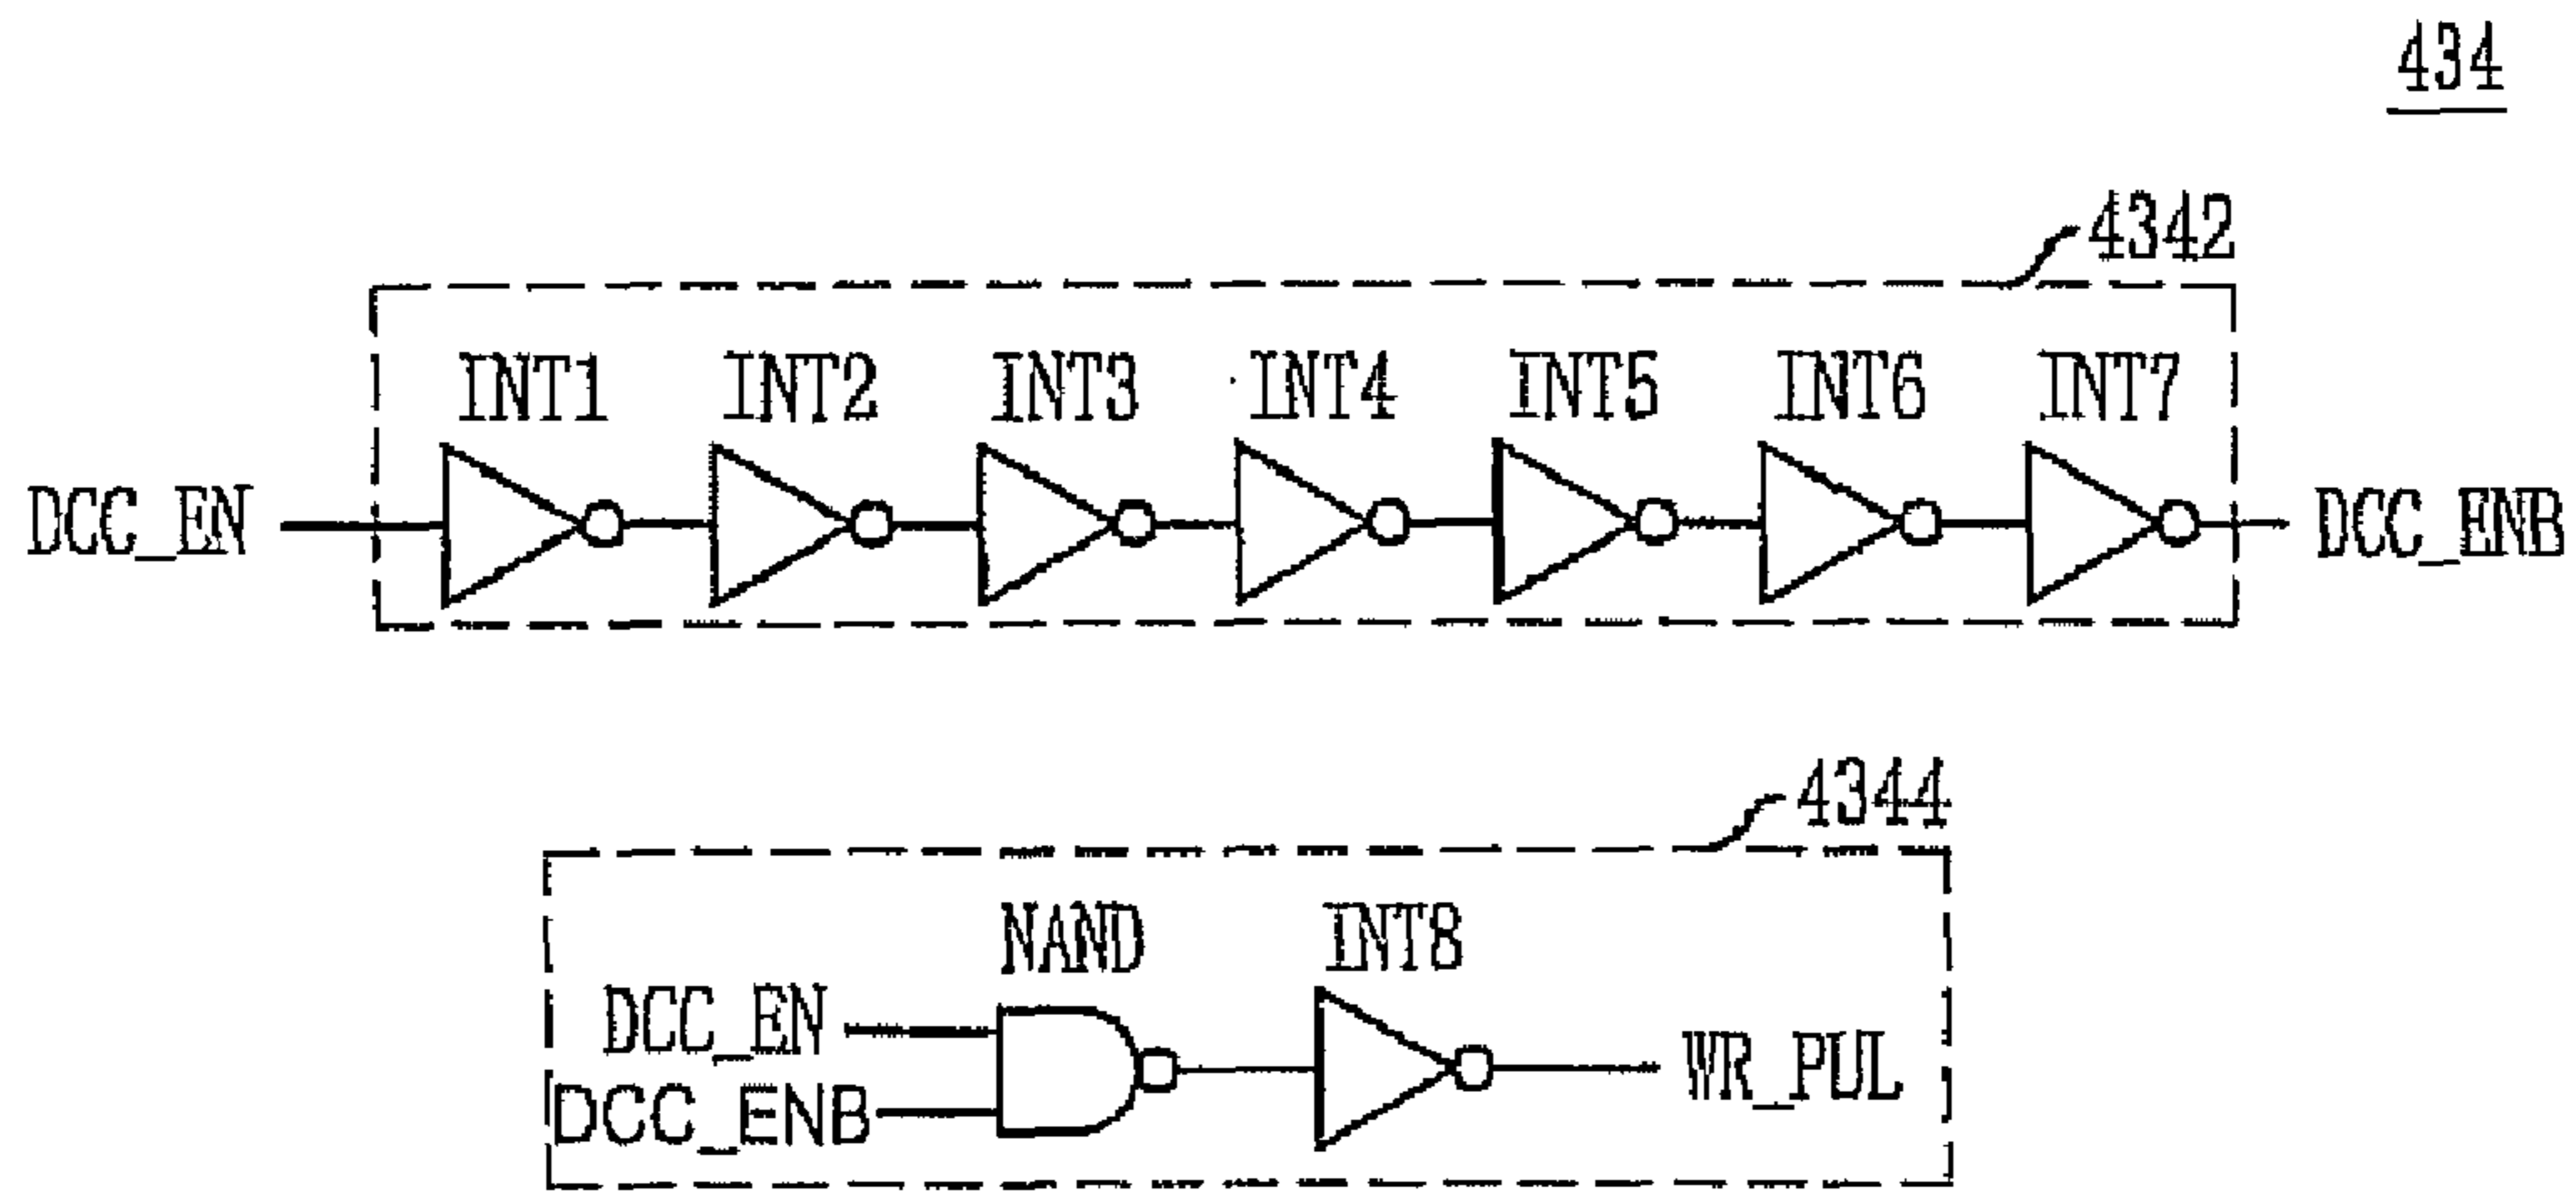 434
4342
INT1 INT2 INT3 INT4 INT5 INT6 INT7
DCC_EN DCC_ENB
4344
NAND INT8
DCC_EN
WR_PUL
DCC_ENB